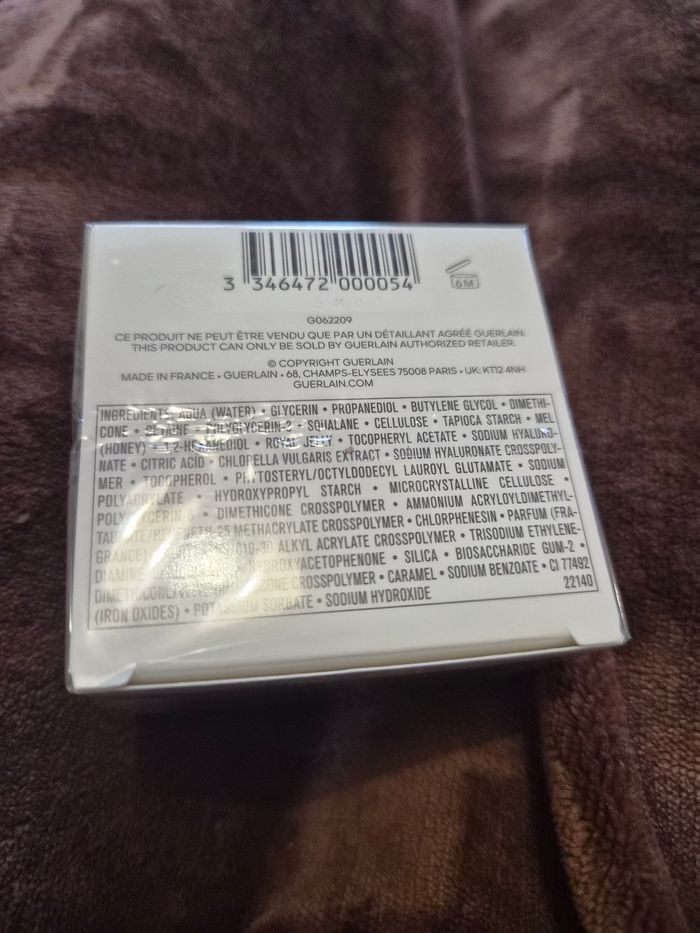 3 346472 000054
5M0
6M
G062209
CE PRODUIT NE PEUT ÊTRE VENDU QUE PAR UN DÉTAILLANT AGRÉÉ GUERLAIN.
THIS PRODUCT CAN ONLY BE SOLD BY GUERLAIN AUTHORIZED RETAILER.
© COPYRIGHT GUERLAIN
MADE IN FRANCE • GUERLAIN • 68, CHAMPS-ELYSEES 75008 PARIS • UK: KT12 4NH
GUERLAIN.COM
INGREDIENTS: AQUA (WATER) • GLYCERIN • PROPANEDIOL • BUTYLENE GLYCOL • DIMETHI-
CONE • BETAINE • POLYGLYCERIN-3 • SQUALANE • CELLULOSE • TAPIOCA STARCH • MEL
(HONEY) • 1,2-HEXANEDIOL • ROYAL JELLY • TOCOPHERYL ACETATE • SODIUM HYALURO-
NATE • CITRIC ACID • CHLORELLA VULGARIS EXTRACT • SODIUM HYALURONATE CROSSPOLY-
MER • TOCOPHEROL • PHYTOSTERYL/OCTYLDODECYL LAUROYL GLUTAMATE • SODIUM
POLYACRYLATE • HYDROXYPROPYL STARCH • MICROCRYSTALLINE CELLULOSE •
DIMETHICONE CROSSPOLYMER • AMMONIUM ACRYLOYLDIMETHYL-
METHACRYLATE CROSSPOLYMER • CHLORPHENESIN • PARFUM (FRA-
GRANCE) ALKYL ACRYLATE CROSSPOLYMER • TRISODIUM ETHYLENE-
DIAMINE HYDROXYACETOPHENONE • SILICA • BIOSACCHARIDE GUM-2 •
CROSSPOLYMER • CARAMEL • SODIUM BENZOATE • CI 77492
(IRON OXIDES) • POTASSIUM SORBATE • SODIUM HYDROXIDE 22140